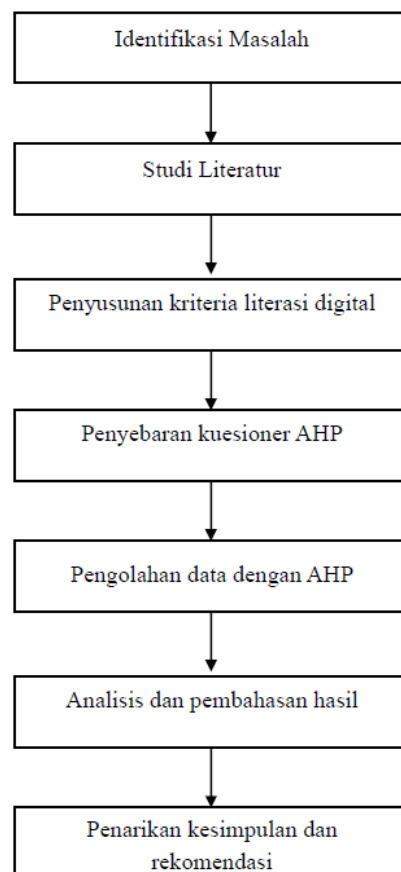 Identifikasi Masalah
Studi Literatur
Penyusunan kriteria literasi digital
Penyebaran kuesioner AHP
Pengolahan data dengan AHP
Analisis dan pembahasan hasil
Penarikan kesimpulan dan
rekomendasi